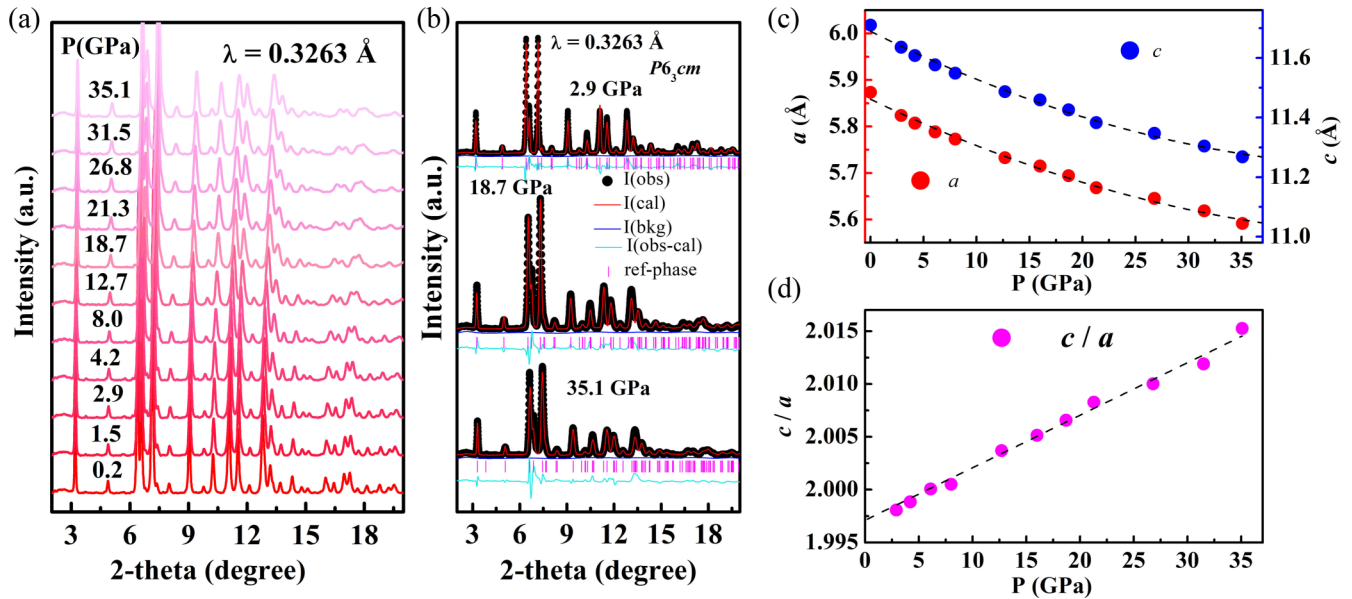 (a)
P(GPa)
λ = 0.3263 Å
35.1
31.5
26.8
21.3
18.7
12.7
8.0
4.2
2.9
1.5
0.2
Intensity (a.u.)
3 6 9 12 15 18
2-theta (degree)
(b)
λ = 0.3263 Å
P6₃cm
2.9 GPa
18.7 GPa
I(obs)
I(cal)
I(bkg)
I(obs-cal)
ref-phase
35.1 GPa
Intensity (a.u.)
3 6 9 12 15 18
2-theta (degree)
(c)
6.0
5.9
5.8
5.7
5.6
a (Å)
c
a
11.6
11.4
11.2
11.0
c (Å)
0 5 10 15 20 25 30 35
P (GPa)
(d)
2.015
2.010
2.005
2.000
1.995
c / a
c / a
0 5 10 15 20 25 30 35
P (GPa)